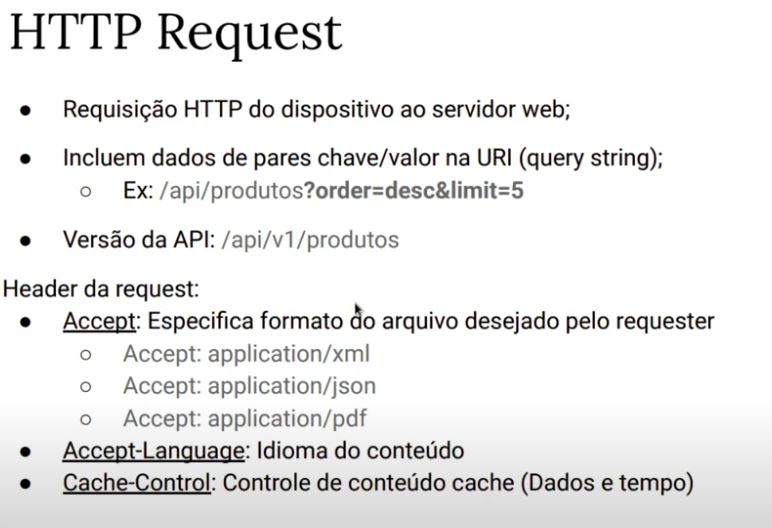 HTTP Request
● Requisição HTTP do dispositivo ao servidor web;
● Incluem dados de pares chave/valor na URI (query string);
○ Ex: /api/produtos?order=desc&limit=5
● Versão da API: /api/v1/produtos
Header da request:
● Accept: Especifica formato do arquivo desejado pelo requester
○ Accept: application/xml
○ Accept: application/json
○ Accept: application/pdf
● Accept-Language: Idioma do conteúdo
● Cache-Control: Controle de conteúdo cache (Dados e tempo)